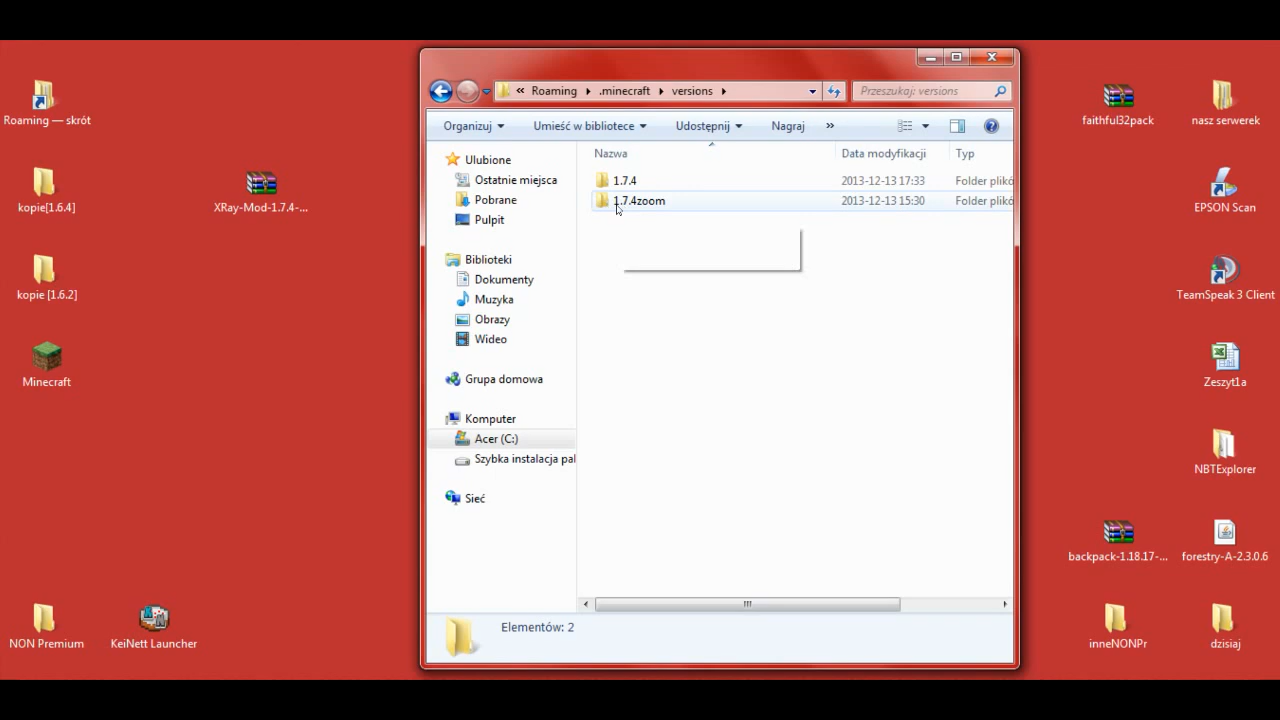 Roaming — skrót
kopie[1.6.4]
XRay-Mod-1.7.4-...
kopie [1.6.2]
Minecraft
NON Premium
KeiNett Launcher
« Roaming ▸ .minecraft ▸ versions ▸
Przeszukaj: versions
Organizuj
Umieść w bibliotece
Udostępnij
Nagraj
»
Nazwa
Data modyfikacji
Typ
1.7.4
2013-12-13 17:33
Folder plikó
1.7.4zoom
2013-12-13 15:30
Folder plikó
Ulubione
Ostatnie miejsca
Pobrane
Pulpit
Biblioteki
Dokumenty
Muzyka
Obrazy
Wideo
Grupa domowa
Komputer
Acer (C:)
Szybka instalacja pal
Sieć
Elementów: 2
faithful32pack
nasz serwerek
EPSON Scan
TeamSpeak 3 Client
Zeszyt1a
NBTExplorer
backpack-1.18.17-...
forestry-A-2.3.0.6
inneNONPr
dzisiaj